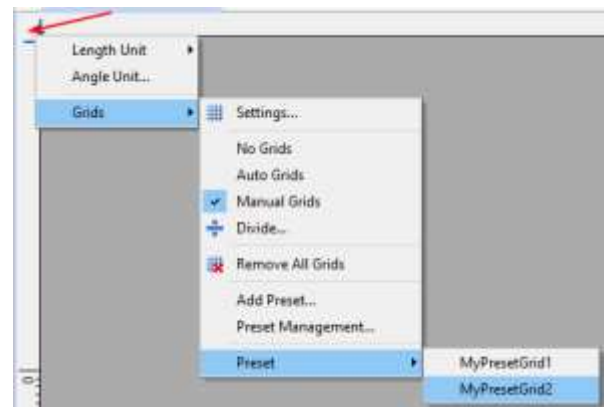 Length Unit
Angle Unit...
Grids
Settings...
No Grids
Auto Grids
Manual Grids
Divide...
Remove All Grids
Add Preset...
Preset Management...
Preset
MyPresetGrid1
MyPresetGrid2
0